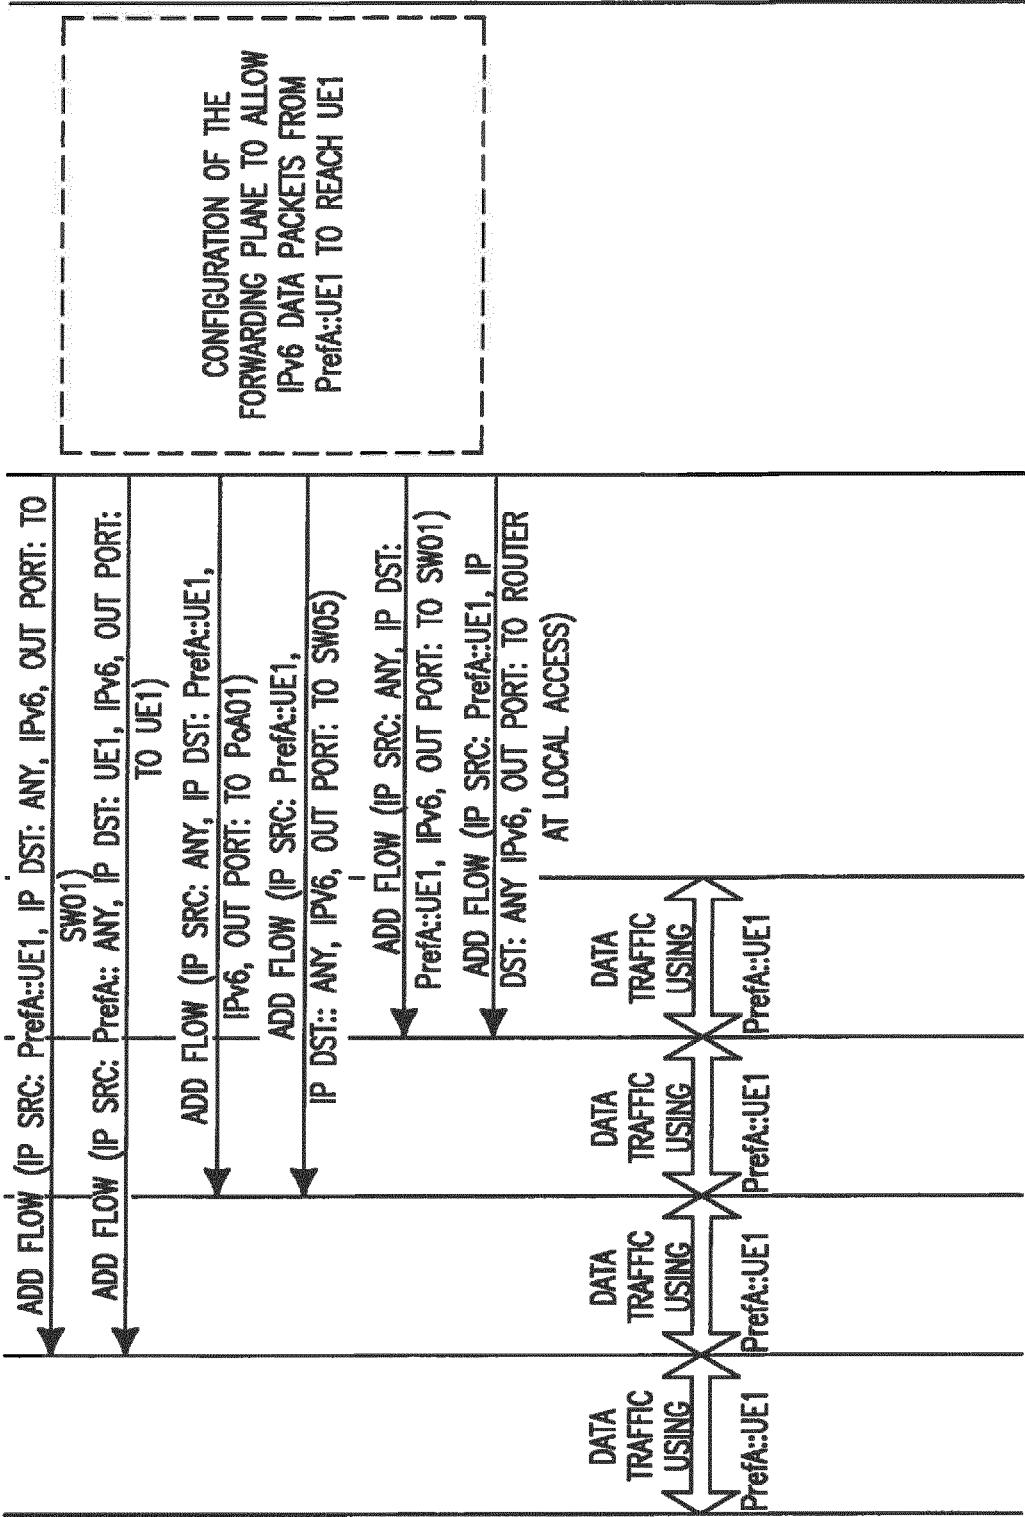 ADD FLOW (IP SRC: PrefA::UE1, IP DST: ANY, IPv6, OUT PORT: TO
SW01)
ADD FLOW (IP SRC: PrefA:: ANY, IP DST: UE1, IPv6, OUT PORT:
TO UE1)
ADD FLOW (IP SRC: ANY, IP DST: PrefA::UE1,
IPv6, OUT PORT: TO PoA01)
ADD FLOW (IP SRC: PrefA::UE1,
IP DST:: ANY, IPV6, OUT PORT: TO SW05)
ADD FLOW (IP SRC: ANY, IP DST:
PrefA::UE1, IPv6, OUT PORT: TO SW01)
ADD FLOW (IP SRC: PrefA::UE1, IP
DST: ANY IPv6, OUT PORT: TO ROUTER
AT LOCAL ACCESS)
CONFIGURATION OF THE
FORWARDING PLANE TO ALLOW
IPv6 DATA PACKETS FROM
PrefA::UE1 TO REACH UE1
DATA
TRAFFIC
USING
PrefA::UE1
DATA
TRAFFIC
USING
PrefA::UE1
DATA
TRAFFIC
USING
PrefA::UE1
DATA
TRAFFIC
USING
PrefA::UE1